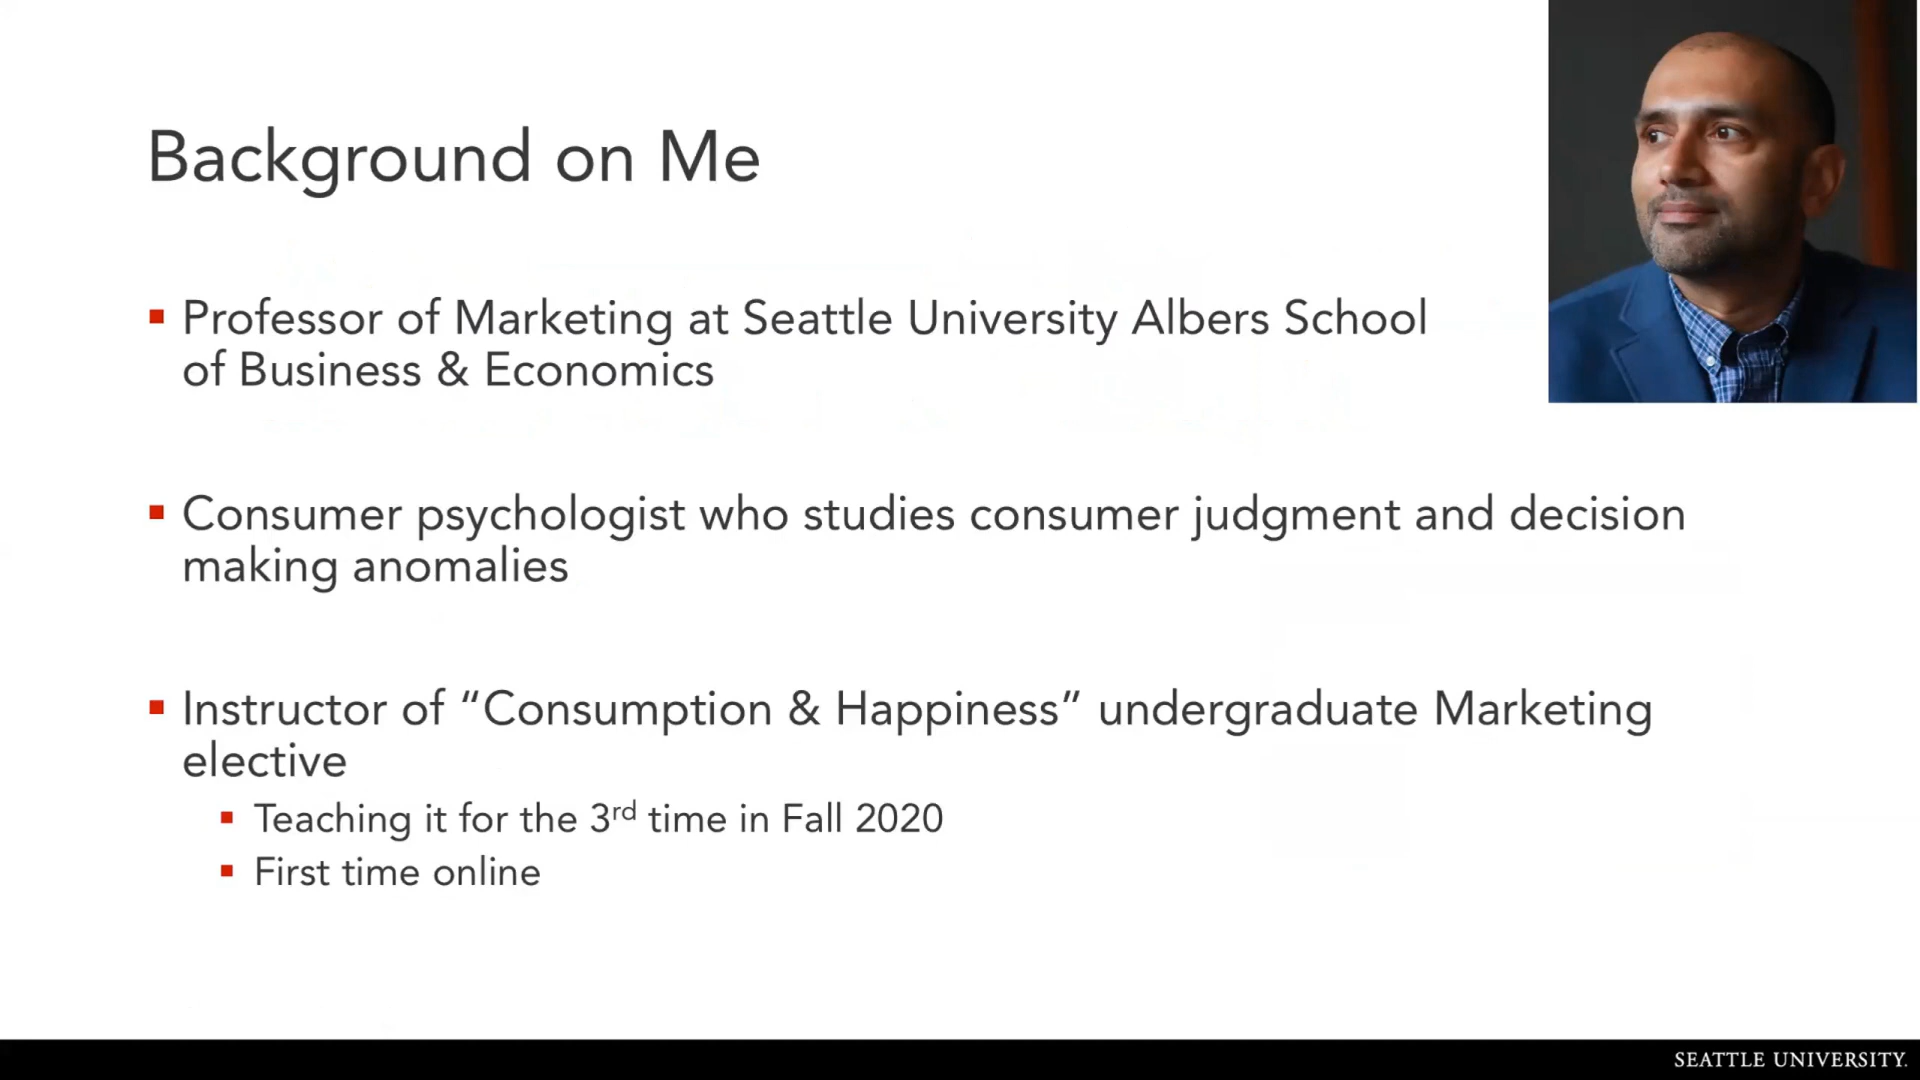 Background on Me
▪ Professor of Marketing at Seattle University Albers School
of Business & Economics
▪ Consumer psychologist who studies consumer judgment and decision
making anomalies
▪ Instructor of “Consumption & Happiness” undergraduate Marketing
elective
▪ Teaching it for the 3rd time in Fall 2020
▪ First time online
SEATTLE UNIVERSITY.